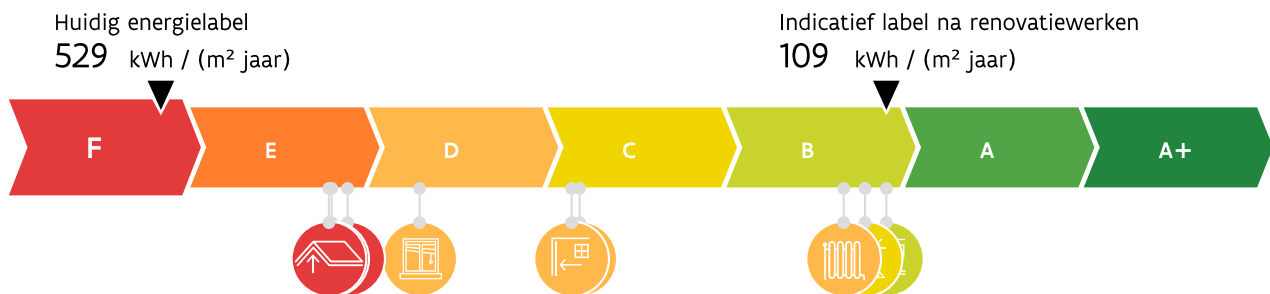 Huidig energielabel
529 kWh / (m² jaar)
Indicatief label na renovatiewerken
109 kWh / (m² jaar)
F E D C B A A+